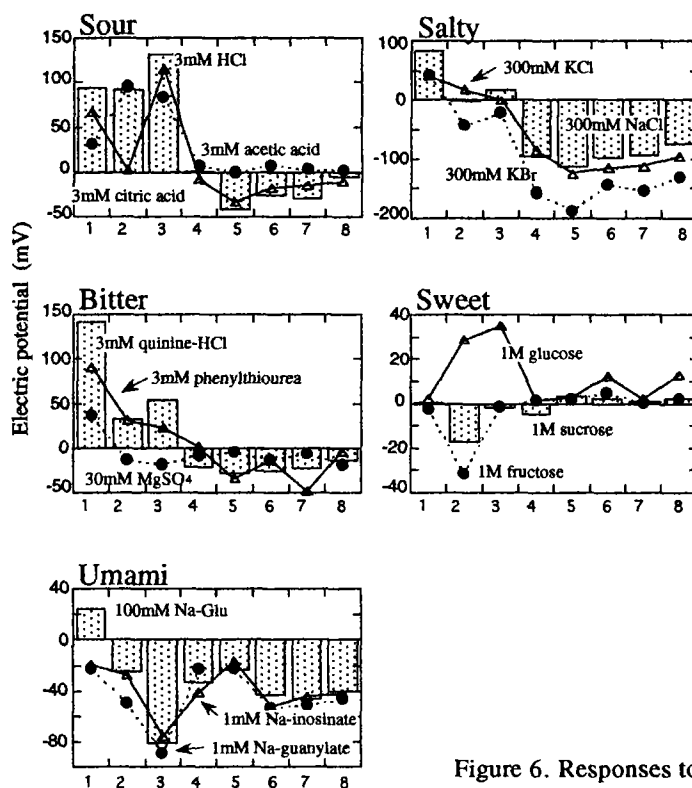 Electric potential (mV)
Sour
150
100
50
0
-50
3mM HCl
3mM acetic acid
3mM citric acid
1 2 3 4 5 6 7 8
Salty
100
0
-100
-200
300mM KCl
300mM NaCl
300mM KBr
1 2 3 4 5 6 7 8
Bitter
150
100
50
0
-50
3mM quinine-HCl
3mM phenylthiourea
30mM MgSO4
1 2 3 4 5 6 7 8
Sweet
40
20
0
-20
-40
1M glucose
1M sucrose
1M fructose
1 2 3 4 5 6 7 8
Umami
40
0
-40
-80
100mM Na-Glu
1mM Na-inosinate
1mM Na-guanylate
1 2 3 4 5 6 7 8
Figure 6. Responses to